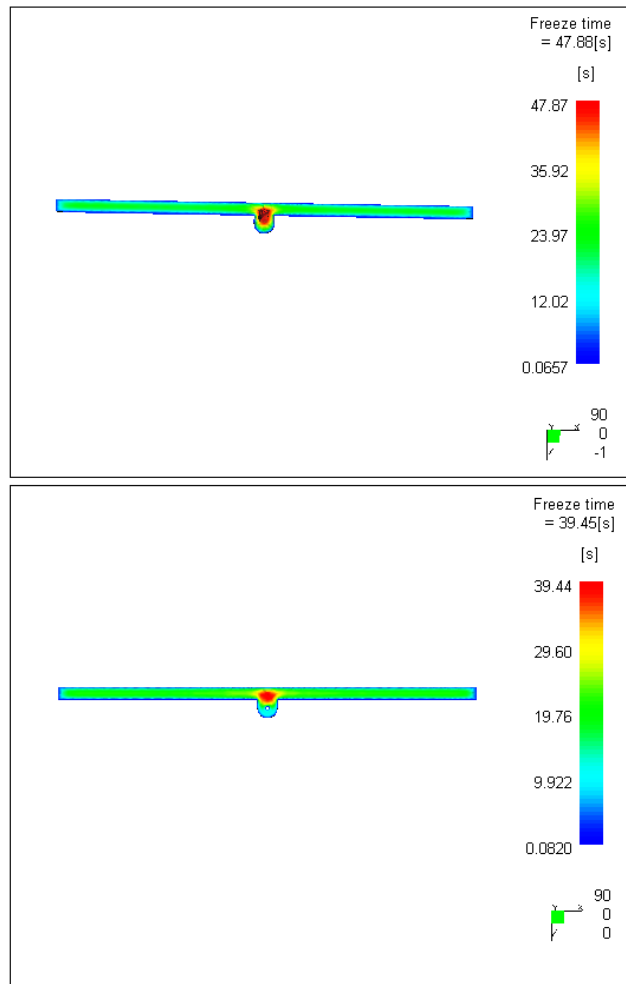 Freeze time
= 47.88[s]
[s]
47.87
35.92
23.97
12.02
0.0657
90
Y X 0
-1
Freeze time
= 39.45[s]
[s]
39.44
29.60
19.76
9.922
0.0820
90
Y X 0
0